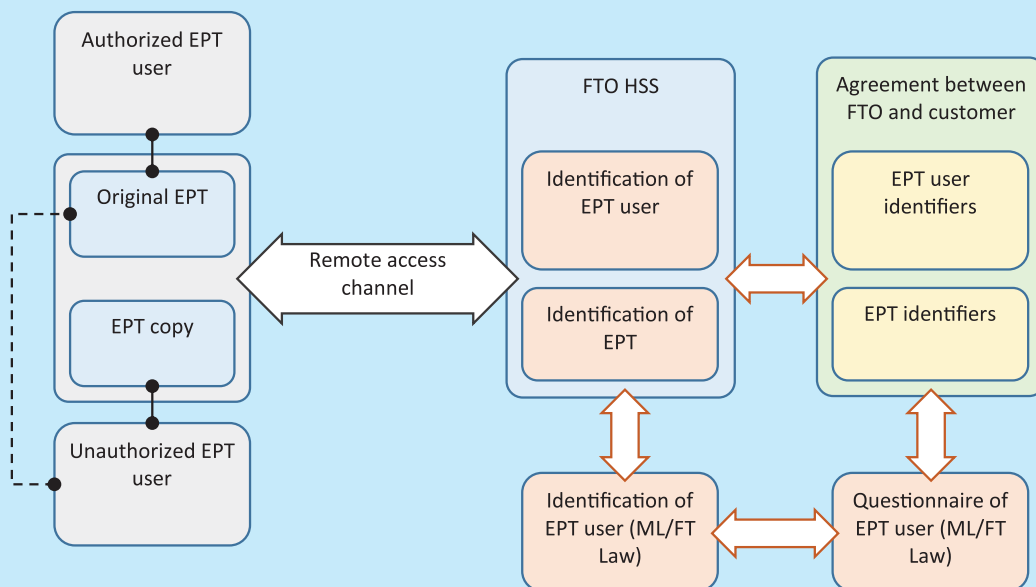 Authorized EPT
user
Original EPT
EPT copy
Unauthorized EPT
user
Remote access
channel
FTO HSS
Identification of
EPT user
Identification of
EPT
Identification of
EPT user (ML/FT
Law)
Agreement between
FTO and customer
EPT user
identifiers
EPT identifiers
Questionnaire of
EPT user (ML/FT
Law)